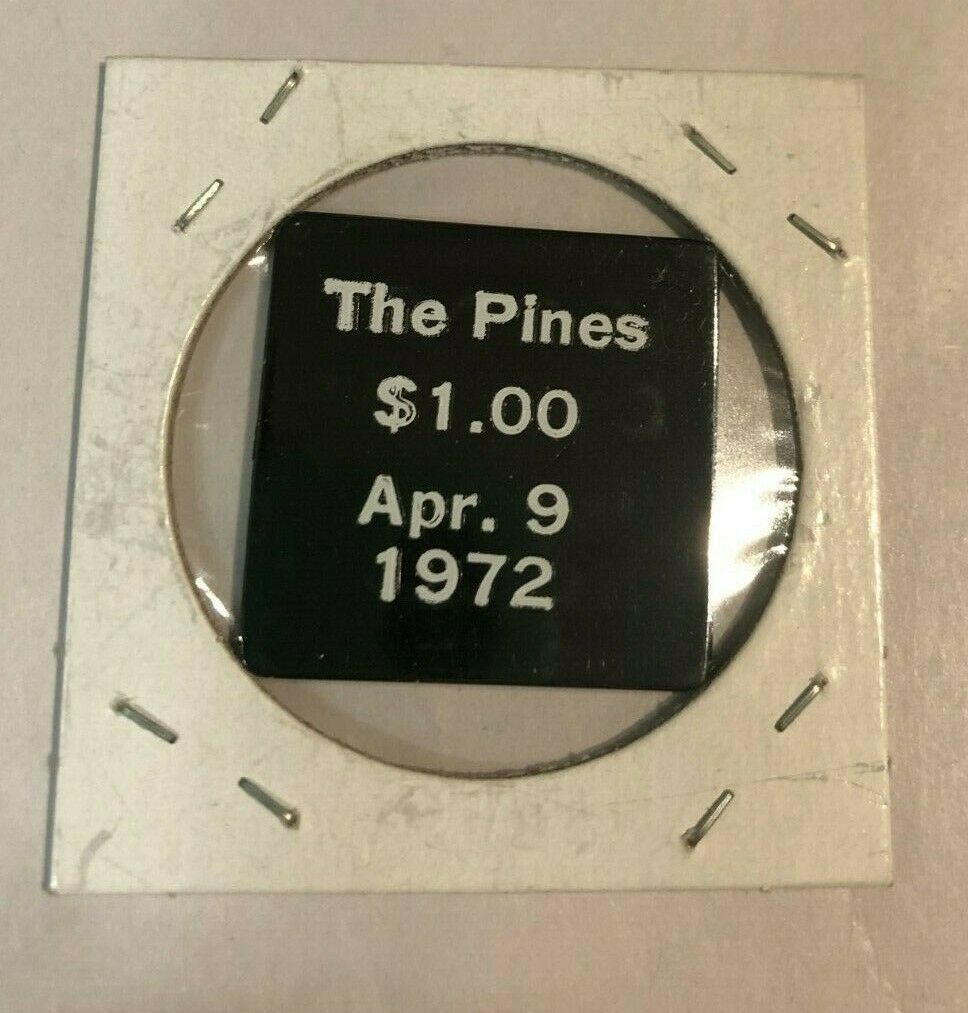 The Pines
$1.00
Apr. 9
1972